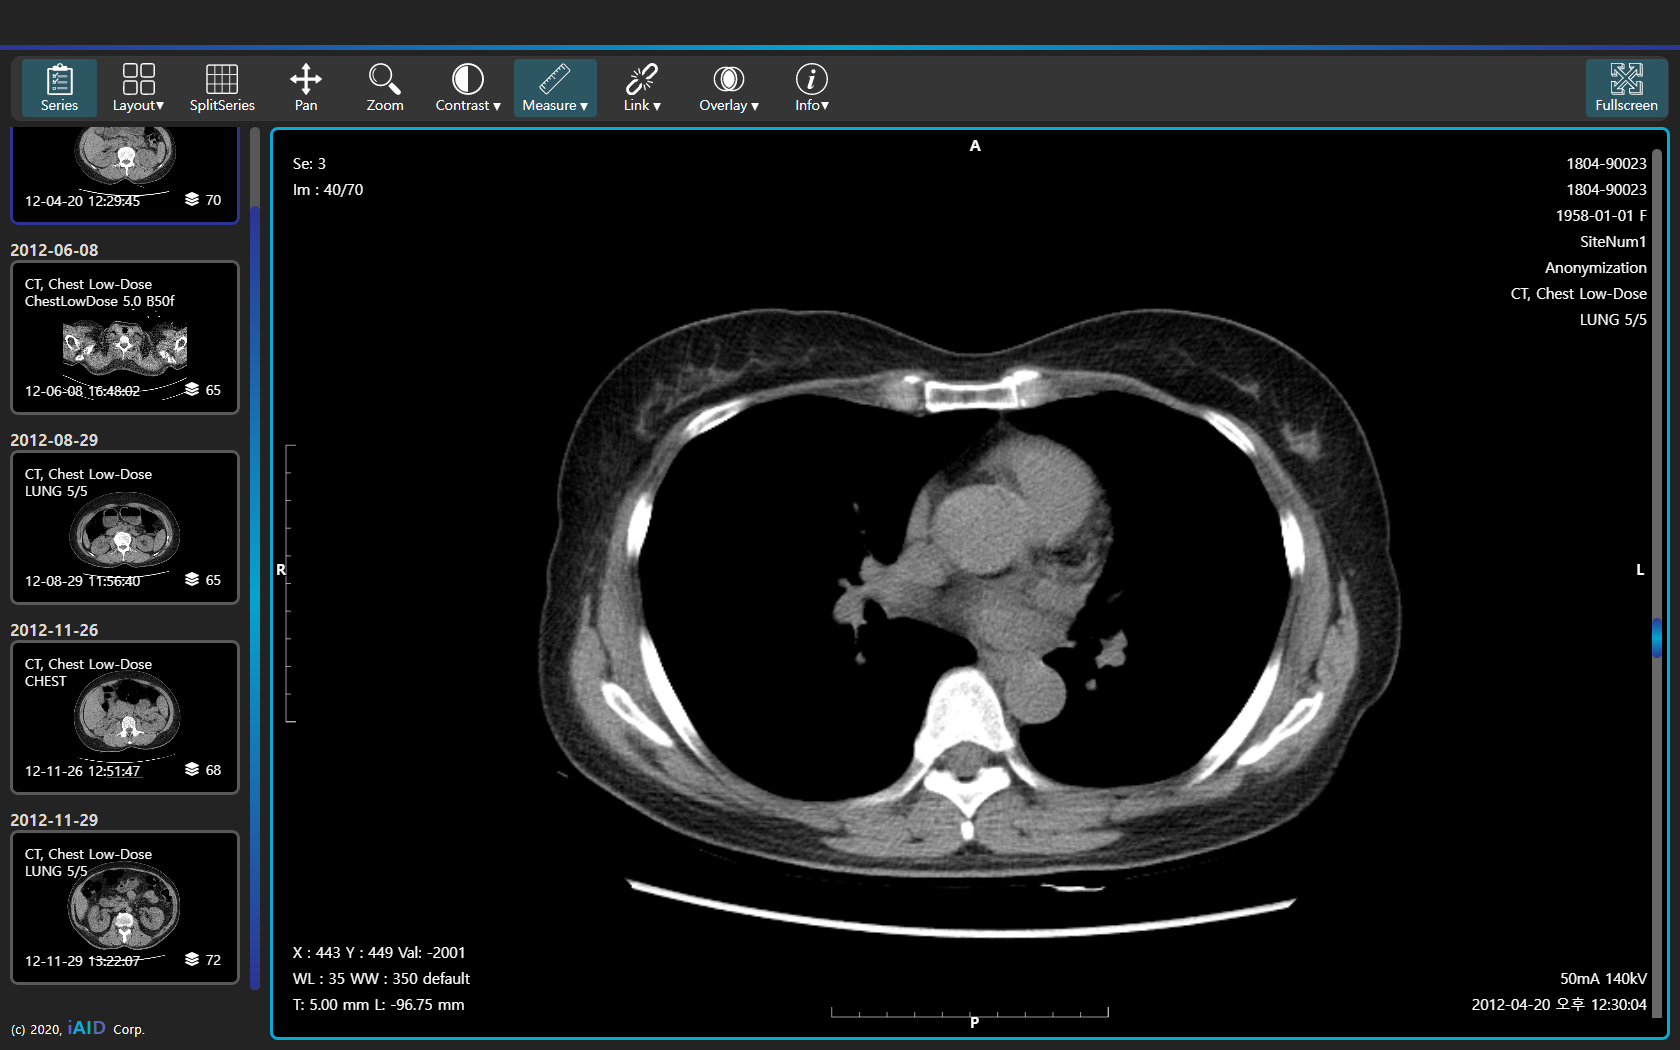 Series
Layout▾
SplitSeries
Pan
Zoom
Contrast ▾
Measure ▾
Link ▾
Overlay ▾
Info▾
Fullscreen
12-04-20 12:29:45
70
2012-06-08
CT, Chest Low-Dose
ChestLowDose 5.0 B50f
12-06-08 16:48:02
65
2012-08-29
CT, Chest Low-Dose
LUNG 5/5
12-08-29 11:56:40
65
2012-11-26
CT, Chest Low-Dose
CHEST
12-11-26 12:51:47
68
2012-11-29
CT, Chest Low-Dose
LUNG 5/5
12-11-29 13:22:07
72
(c) 2020, iAID Corp.
Se: 3
Im : 40/70
A
1804-90023
1804-90023
1958-01-01 F
SiteNum1
Anonymization
CT, Chest Low-Dose
LUNG 5/5
R
L
X : 443 Y : 449 Val: -2001
WL : 35 WW : 350 default
T: 5.00 mm L: -96.75 mm
P
50mA 140kV
2012-04-20 오후 12:30:04